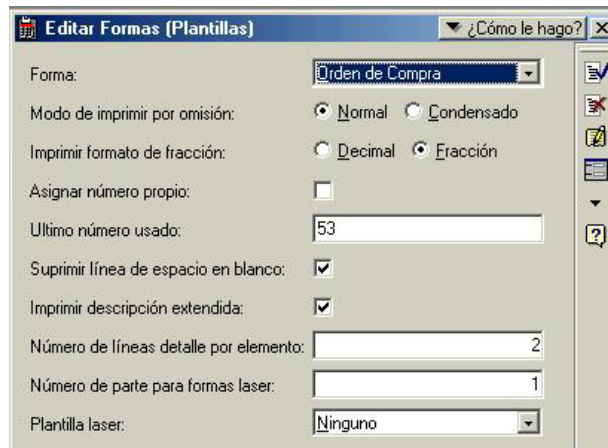 Editar Formas (Plantillas) ¿Cómo le hago?
Forma: Orden de Compra
Modo de imprimir por omisión: Normal Condensado
Imprimir formato de fracción: Decimal Fracción
Asignar número propio:
Ultimo número usado: 53
Suprimir línea de espacio en blanco:
Imprimir descripción extendida:
Número de líneas detalle por elemento: 2
Número de parte para formas laser: 1
Plantilla laser: Ninguno